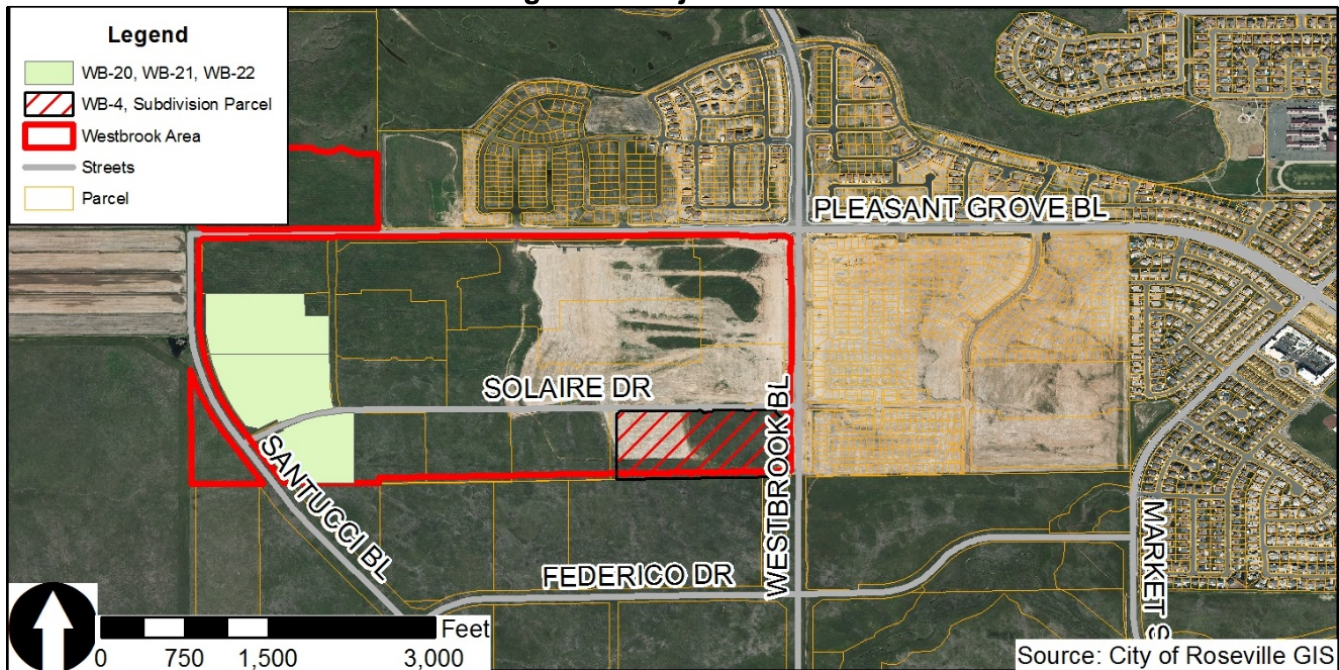 Legend
WB-20, WB-21, WB-22
WB-4, Subdivision Parcel
Westbrook Area
Streets
Parcel
PLEASANT GROVE BL
SOLAIRE DR
WESTBROOK BL
SANTUCCI BL
FEDERICO DR
MARKET S
Feet
0 750 1,500 3,000
Source: City of Roseville GIS